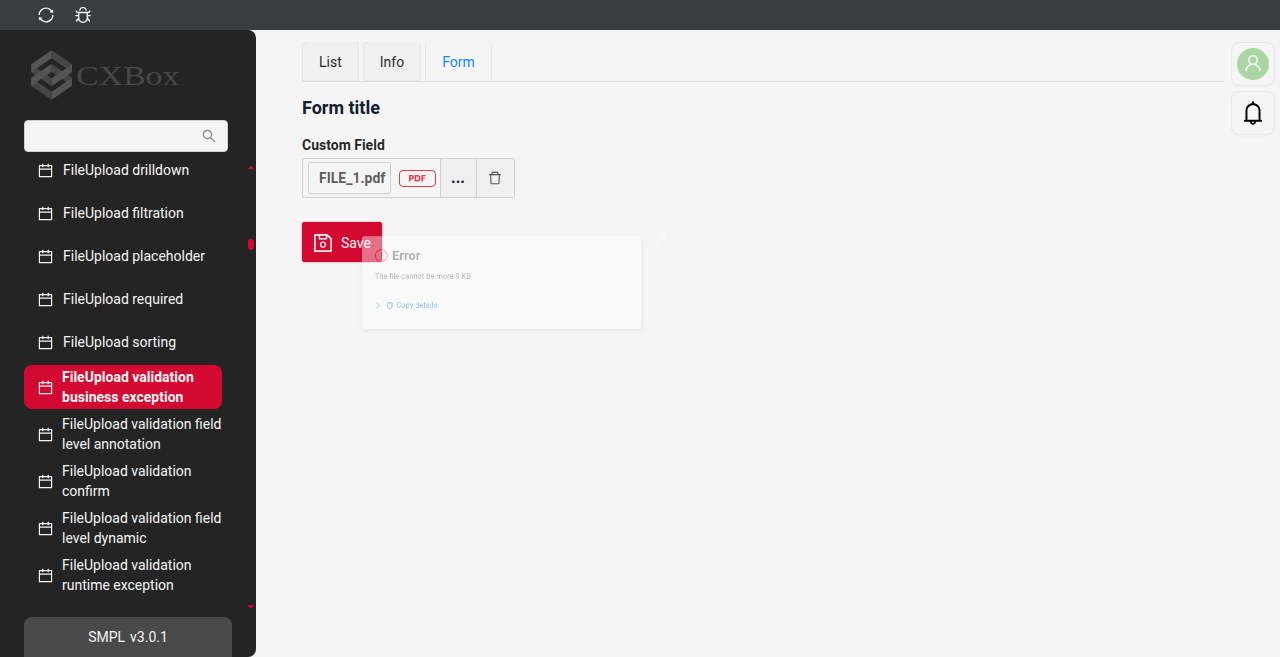 CXBox
FileUpload drilldown
FileUpload filtration
FileUpload placeholder
FileUpload required
FileUpload sorting
FileUpload validation
business exception
FileUpload validation field
level annotation
FileUpload validation
confirm
FileUpload validation field
level dynamic
FileUpload validation
runtime exception
SMPL v3.0.1
List Info Form
Form title
Custom Field
FILE_1.pdf PDF ...
Save
Error
The file cannot be more 9 KB
Copy details